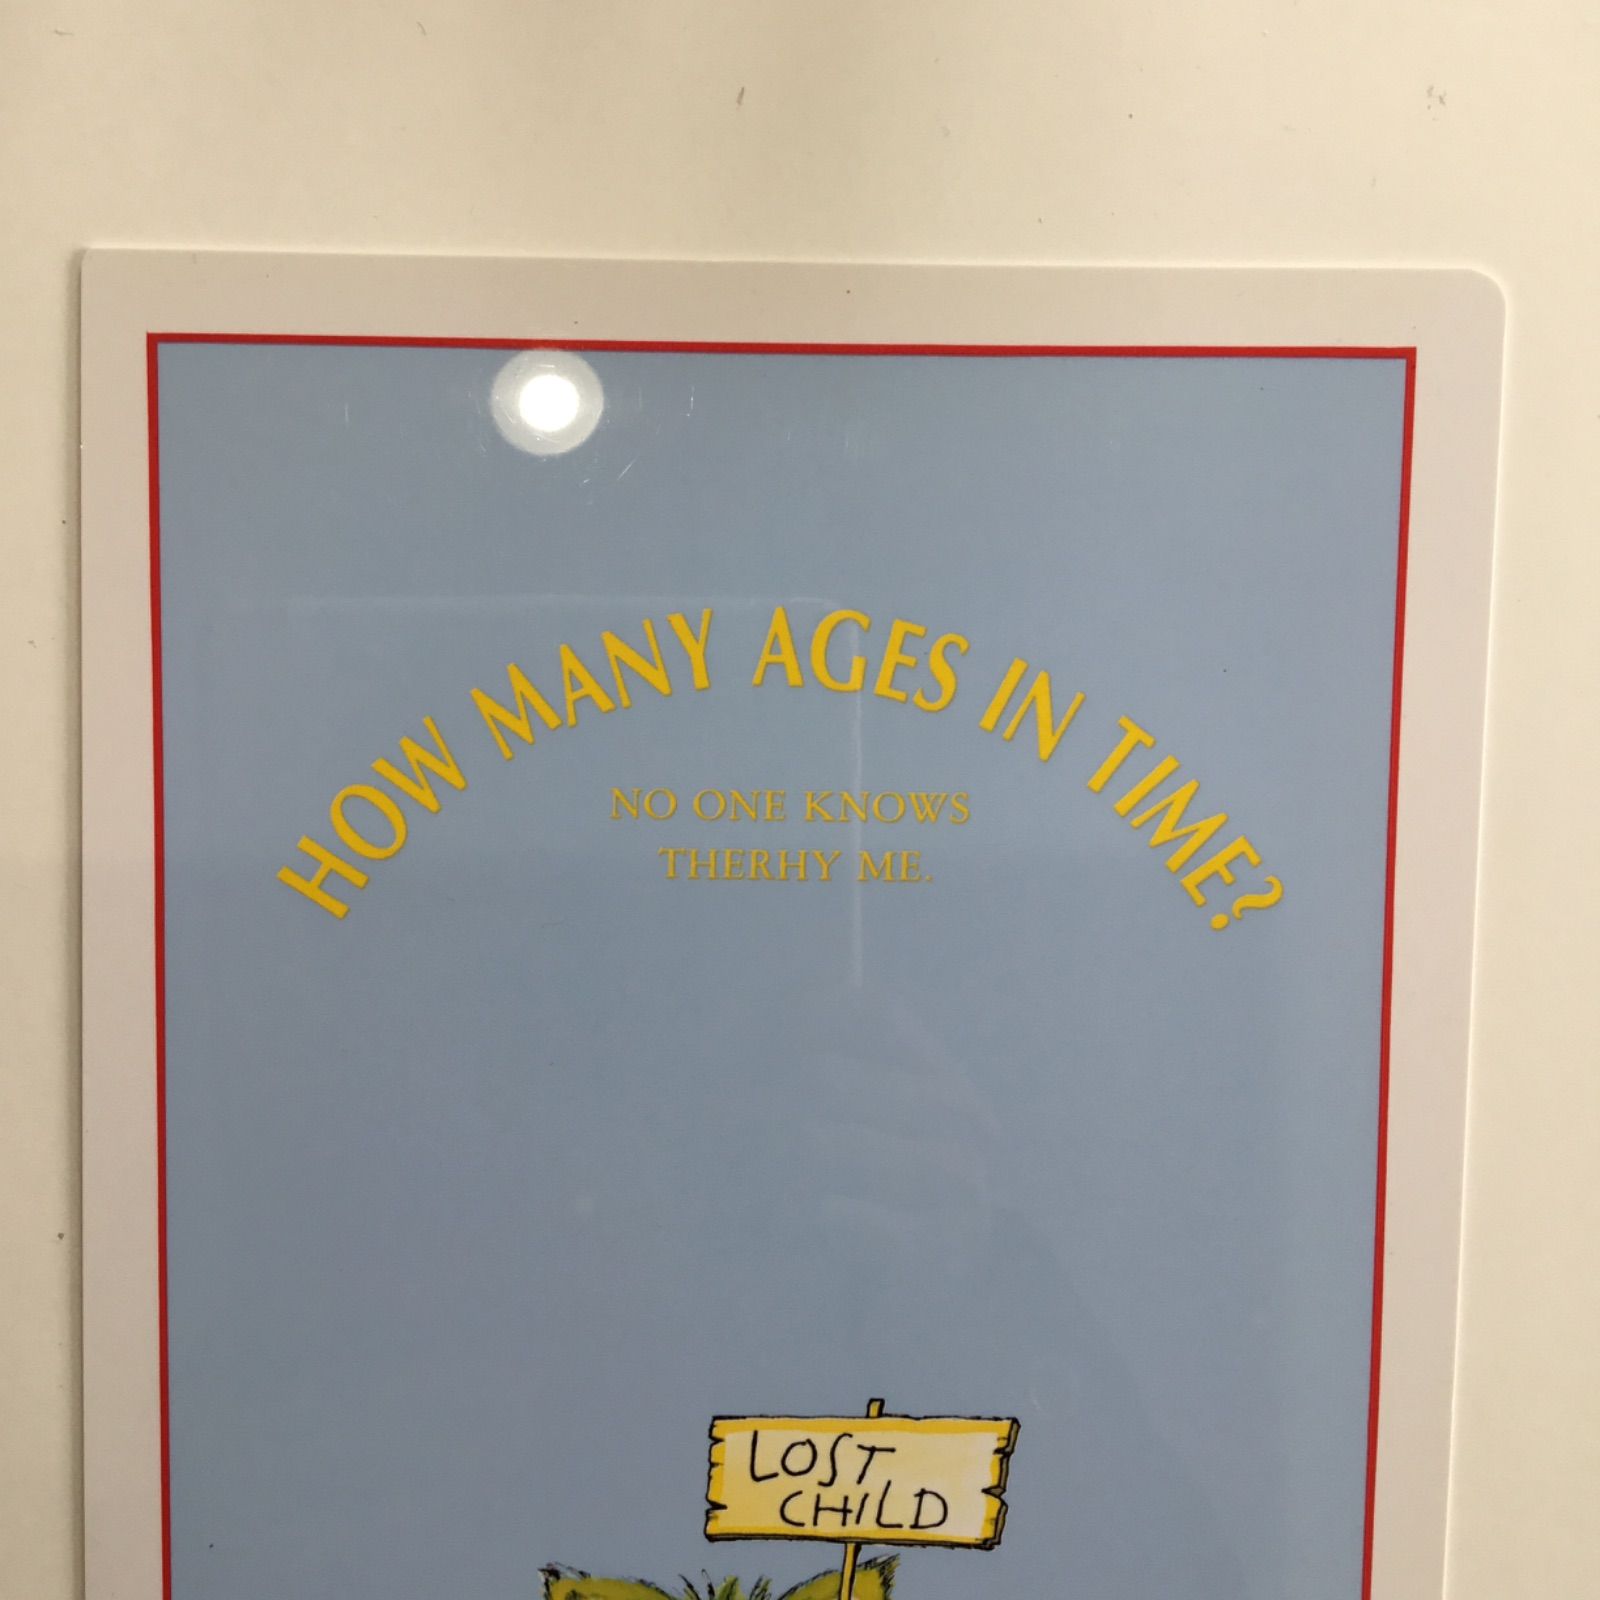 HOW MANY AGES IN TIME?
NO ONE KNOWS
THERHY ME.
LOST
CHILD